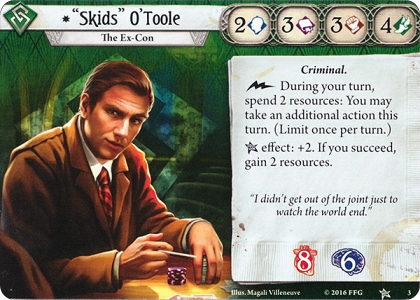 "Skids" O'Toole
2 3 3 4
The Ex-Con
Criminal.
During your turn,
spend 2 resources: You may
take an additional action this
turn. (Limit once per turn.)
effect: +2. If you succeed,
gain 2 resources.
"I didn't get out of the joint just to
watch the world end."
8 6
Illus. Magali Villeneuve © 2016 FFG 3